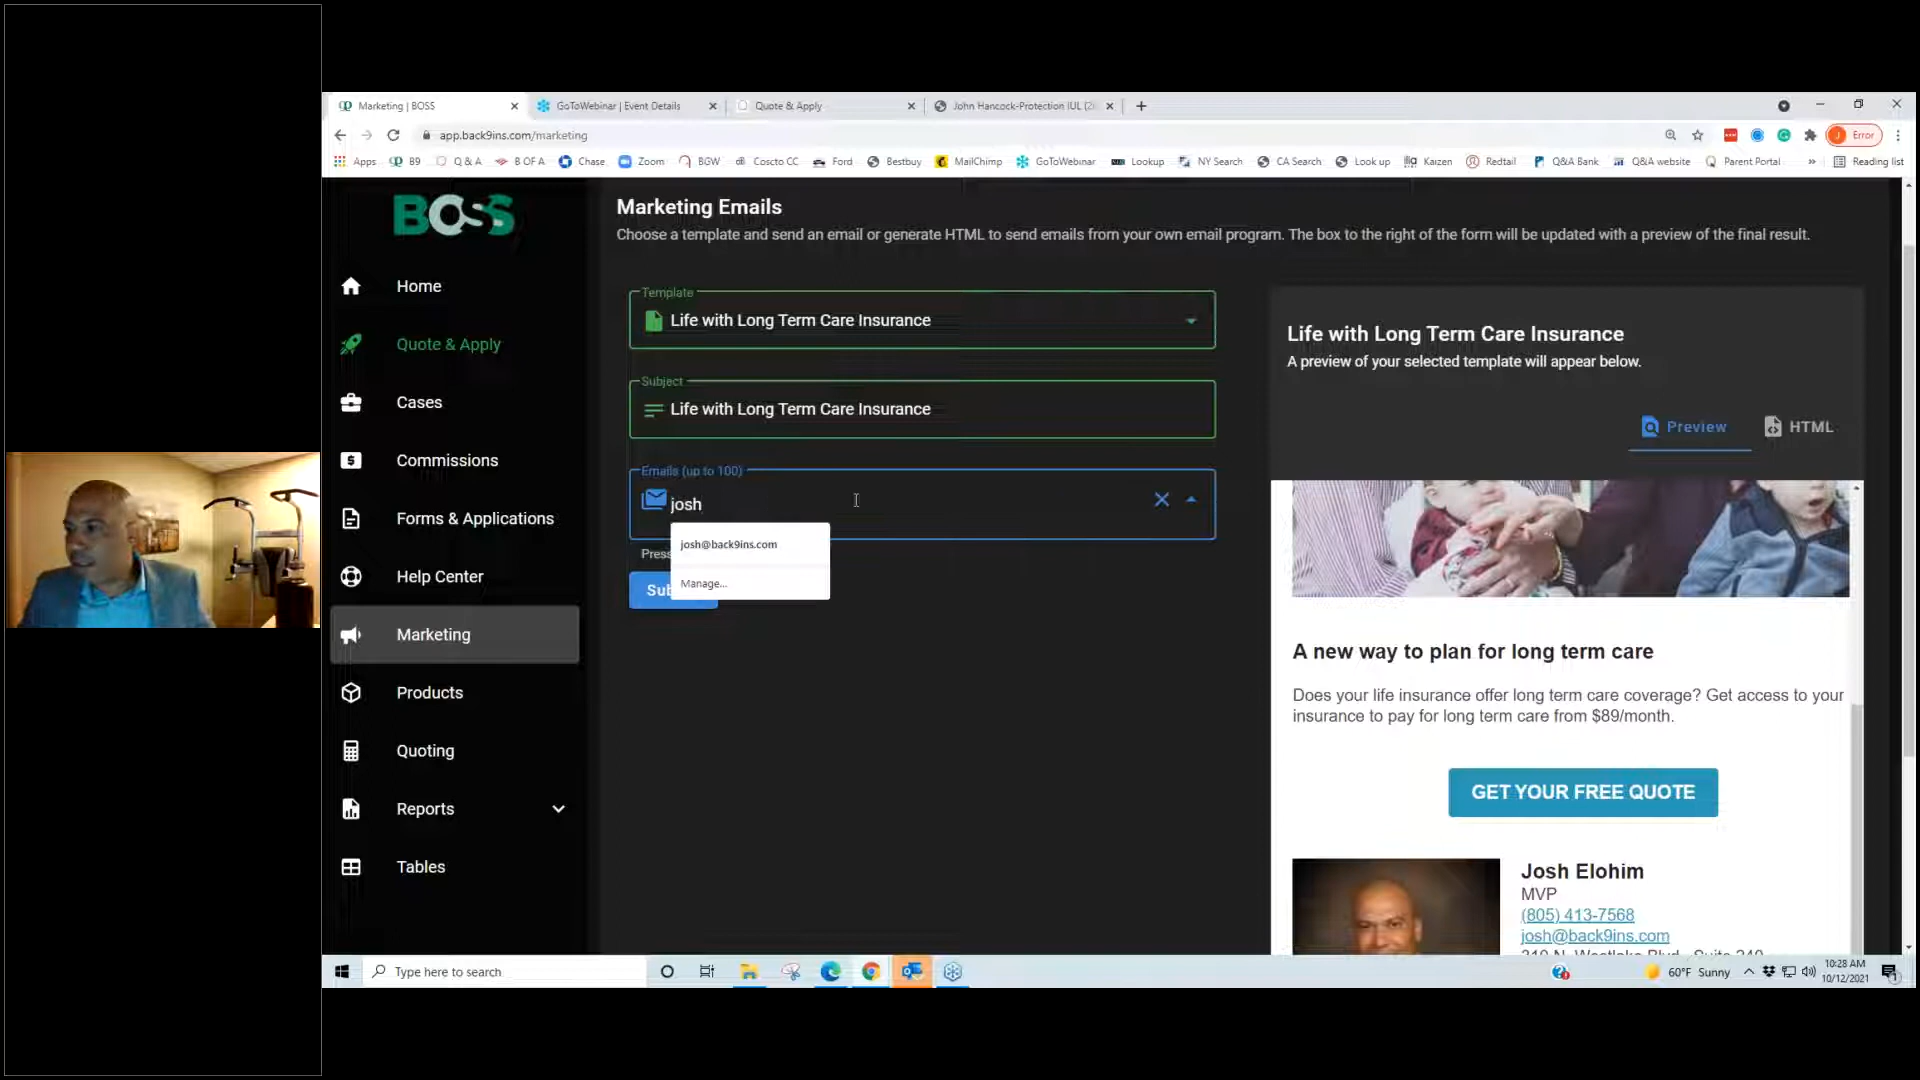 Marketing | BOSS
GoToWebinar | Event Details
Quote & Apply
John Hancock-Protection IUL (2
app.back9ins.com/marketing
Error
Apps
B9
Q & A
B OF A
Chase
Zoom
BGW
Coscto CC
Ford
Bestbuy
MailChimp
GoToWebinar
Lookup
NY Search
CA Search
Look up
Kaizen
Redtail
Q&A Bank
Q&A website
Parent Portal
»
Reading list
BOSS
Home
Quote & Apply
Cases
Commissions
Forms & Applications
Help Center
Marketing
Products
Quoting
Reports
Tables
Marketing Emails
Choose a template and send an email or generate HTML to send emails from your own email program. The box to the right of the form will be updated with a preview of the final result.
Template
Life with Long Term Care Insurance
Subject
Life with Long Term Care Insurance
Emails (up to 100)
josh
josh@back9ins.com
Manage...
Press
Sub
Life with Long Term Care Insurance
A preview of your selected template will appear below.
Preview
HTML
A new way to plan for long term care
Does your life insurance offer long term care coverage? Get access to your
insurance to pay for long term care from $89/month.
GET YOUR FREE QUOTE
Josh Elohim
MVP
(805) 413-7568
josh@back9ins.com
Type here to search
60°F Sunny
10:28 AM
10/12/2021